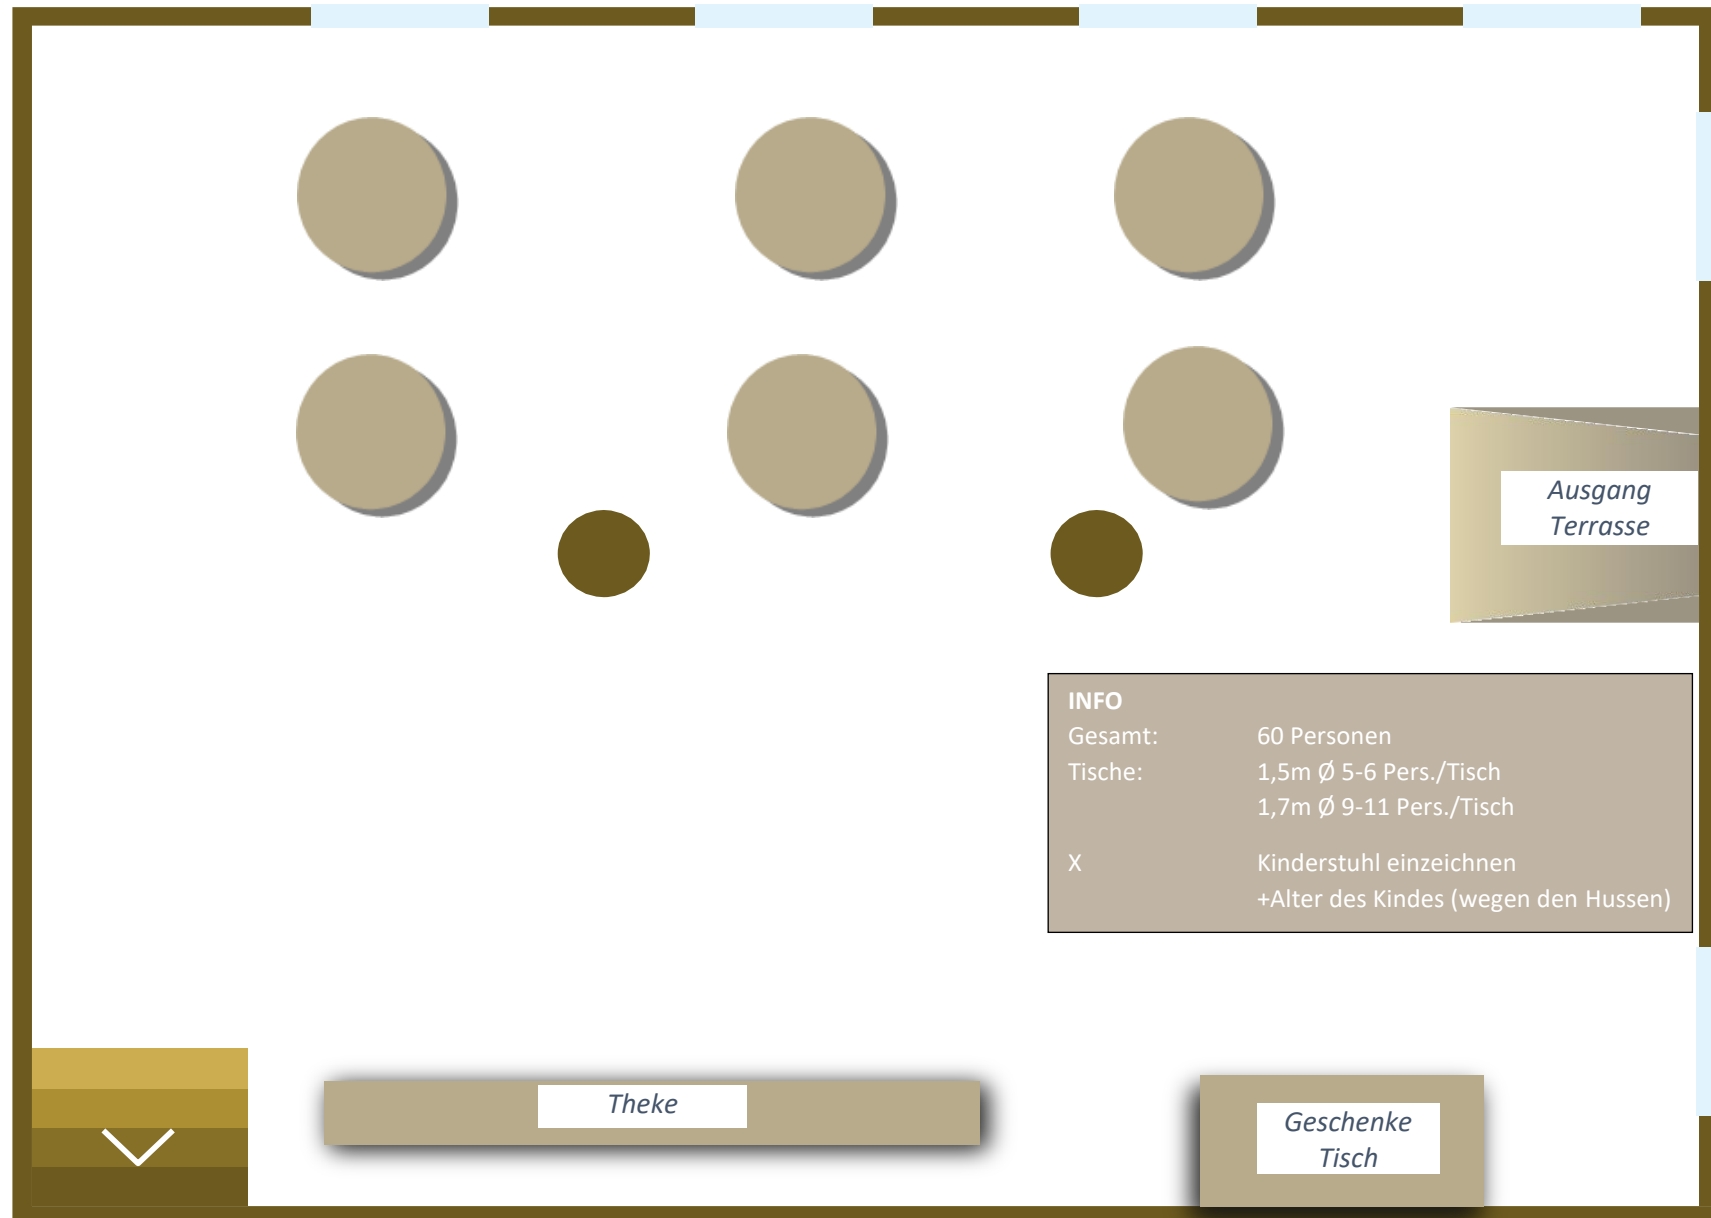 Ausgang
Terrasse
INFO
Gesamt: 60 Personen
Tische: 1,5m Ø 5-6 Pers./Tisch
1,7m Ø 9-11 Pers./Tisch
X Kinderstuhl einzeichnen
+Alter des Kindes (wegen den Hussen)
Theke
Geschenke
Tisch